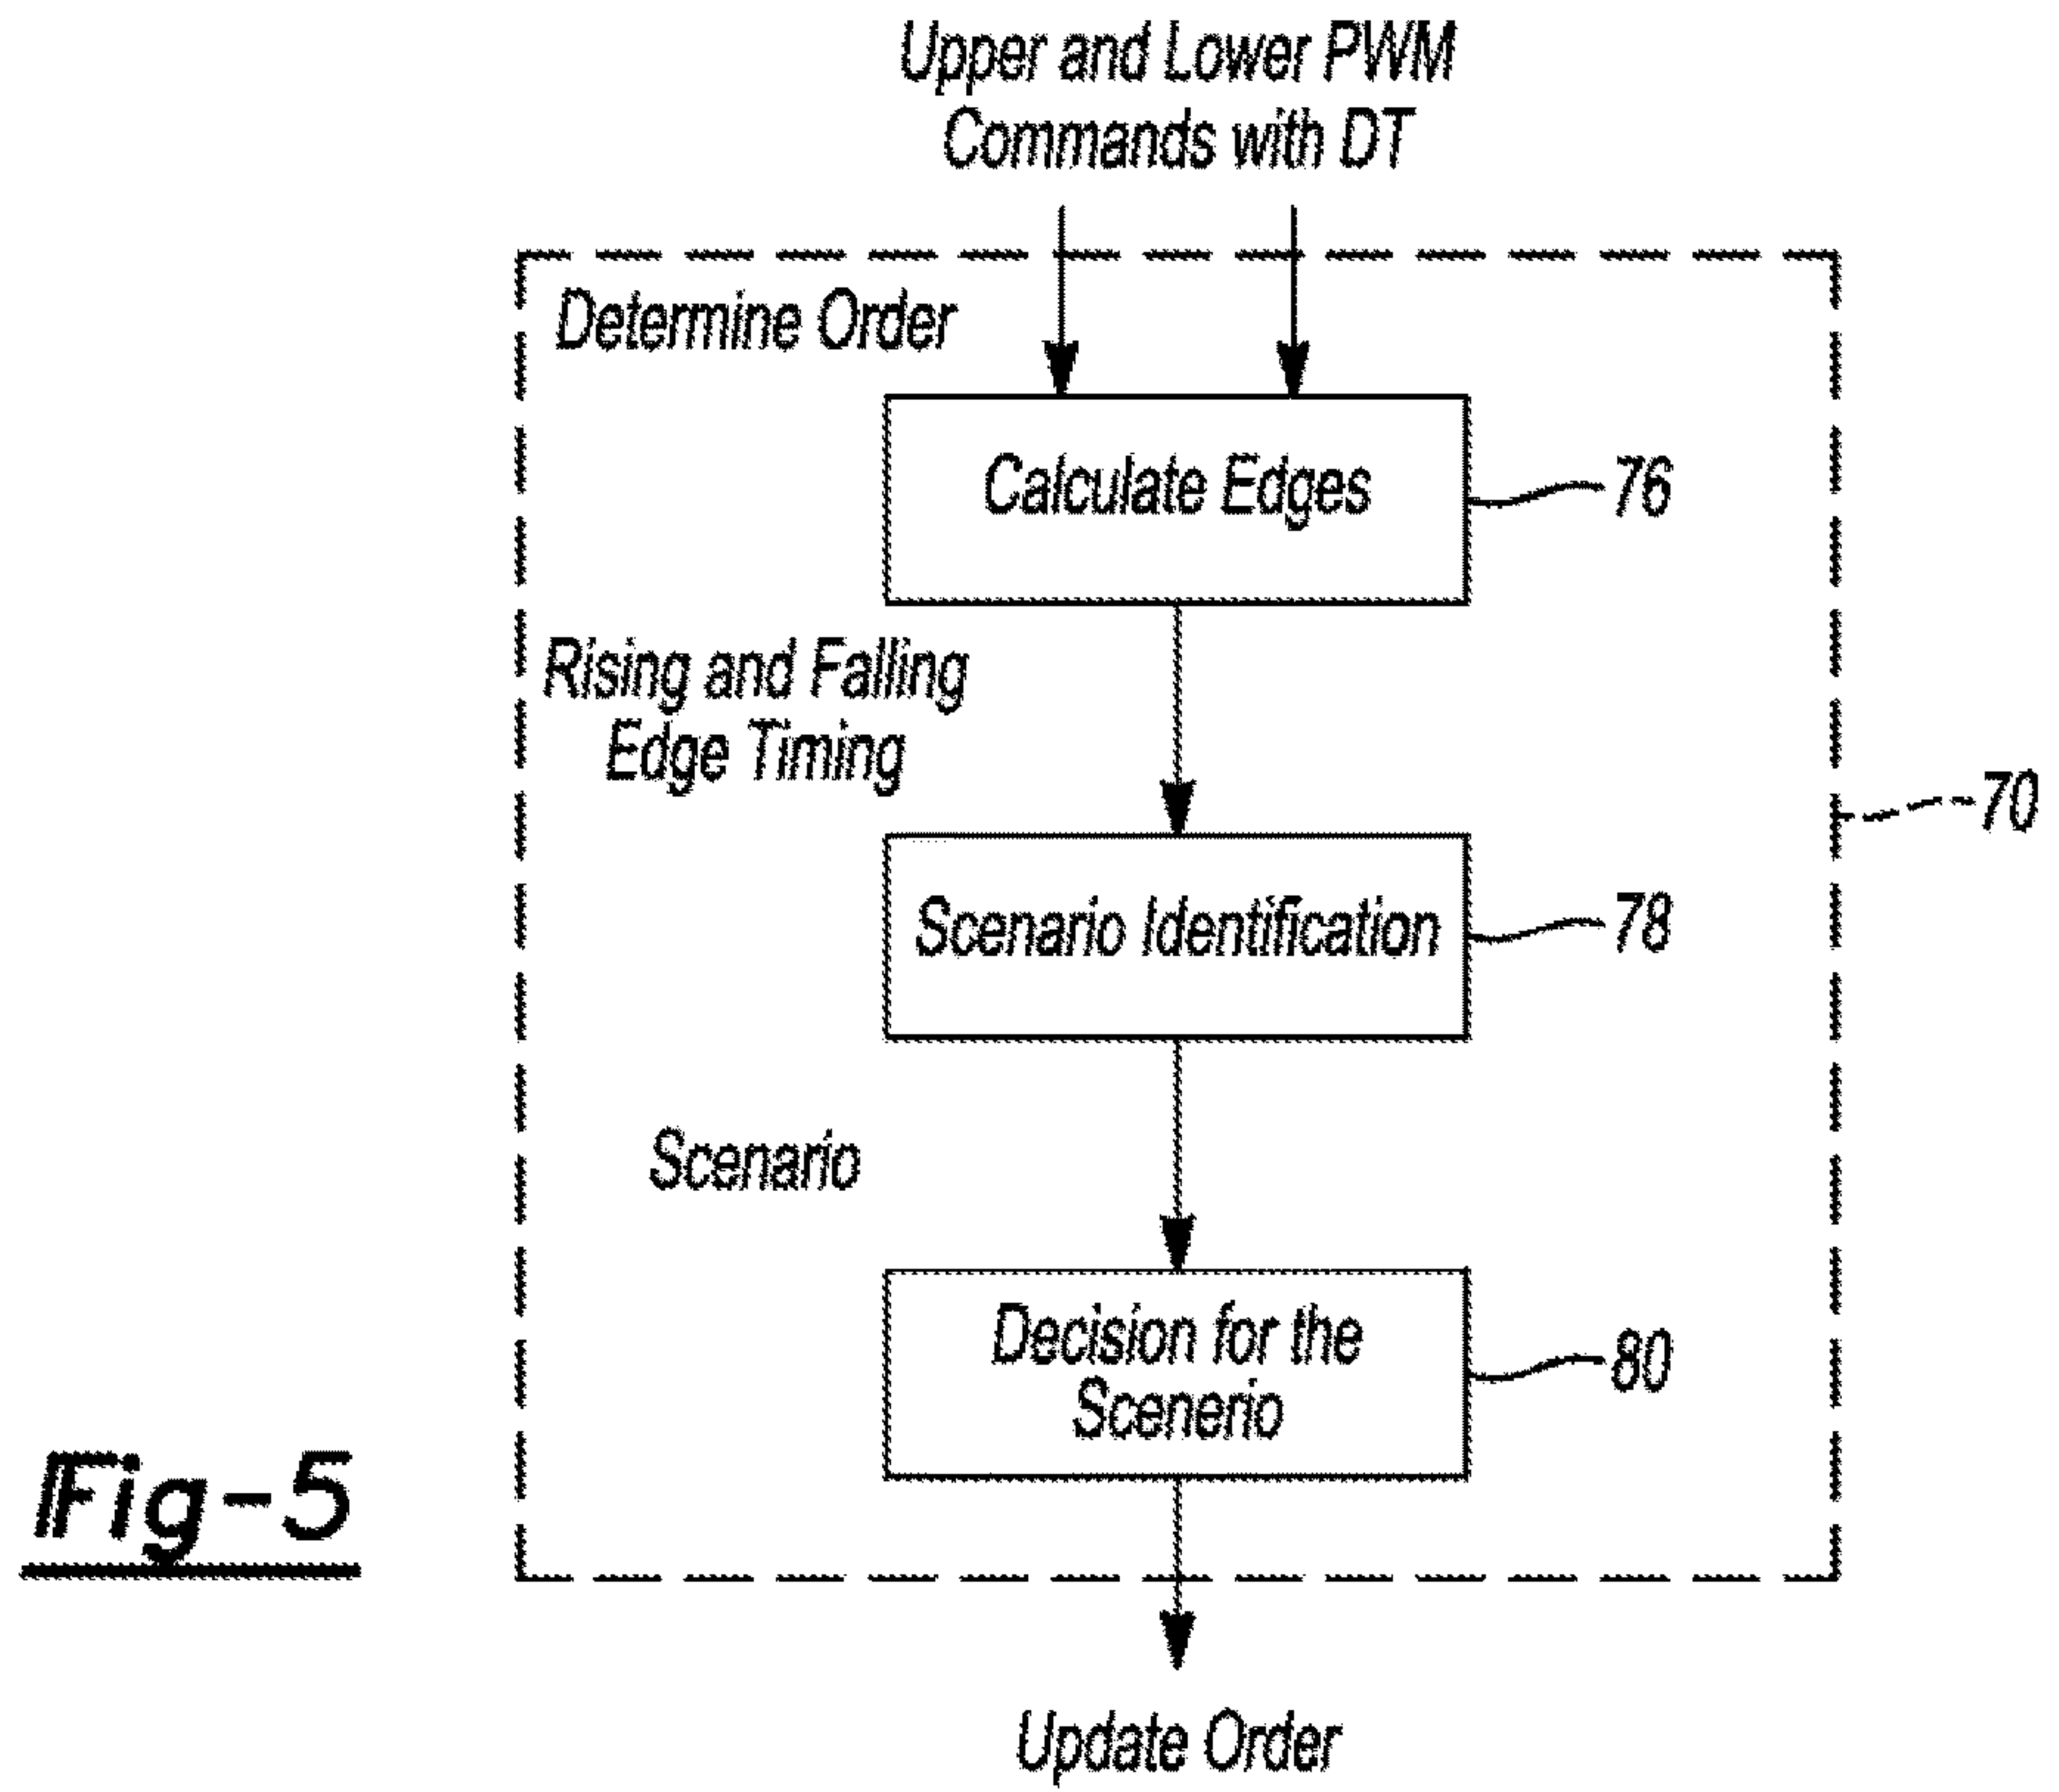 Upper and Lower PWM
Commands with DT
Determine Order
Calculate Edges
76
Rising and Falling
Edge Timing
70
Scenario Identification
78
Scenario
Decision for the
Scenerio
80
Fig-5
Update Order